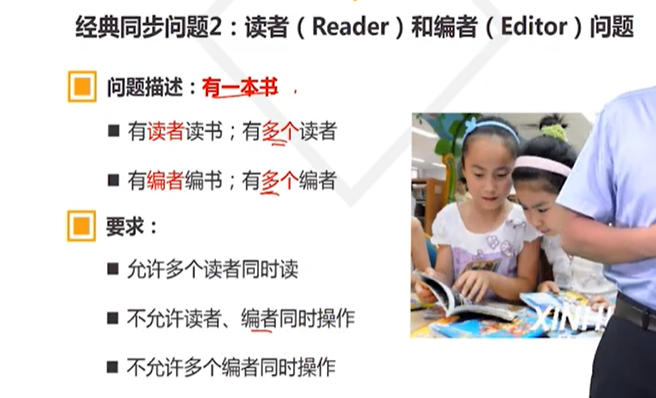 经典同步问题2：读者（Reader）和编者（Editor）问题
问题描述：有一本书
■ 有读者读书；有多个读者
■ 有编者编书；有多个编者
要求：
■ 允许多个读者同时读
■ 不允许读者、编者同时操作
■ 不允许多个编者同时操作
XINH